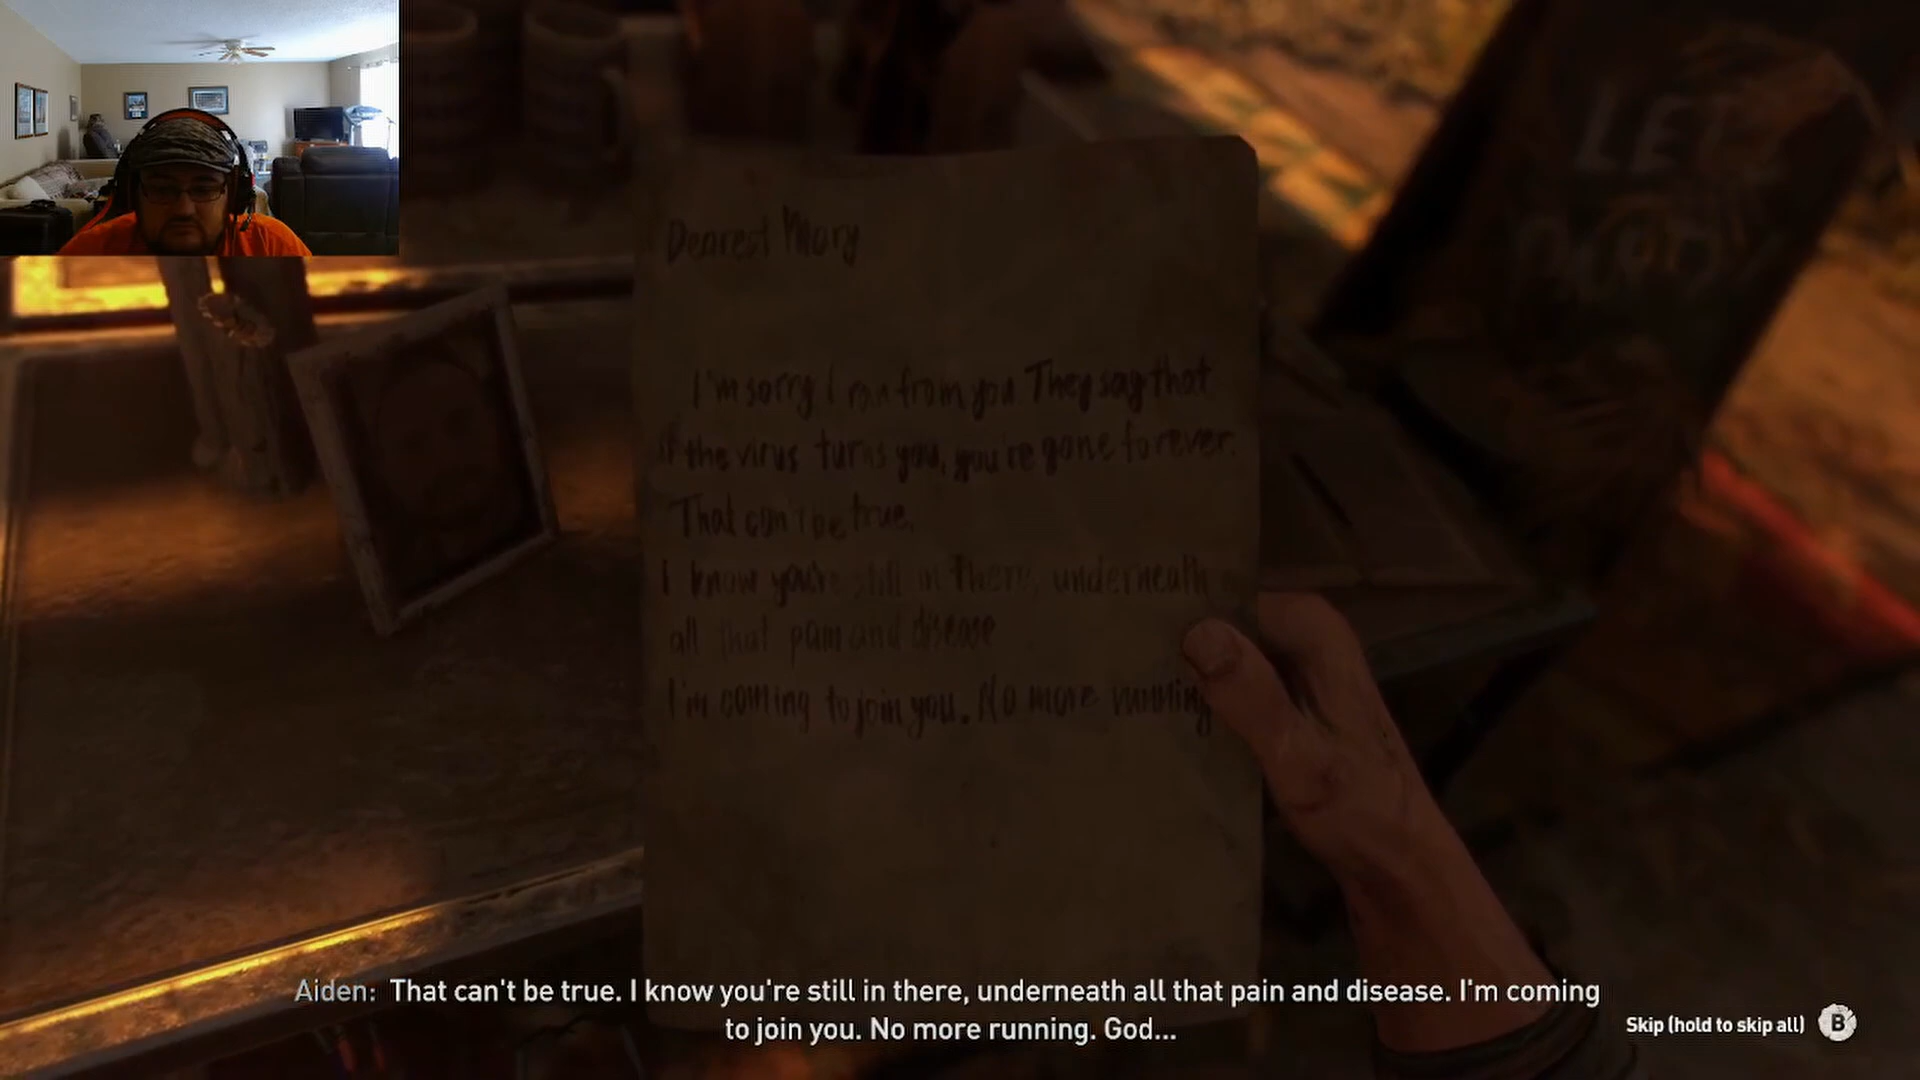 LET
Dearest Mary
I'm sorry I ran from you. They say that
if the virus turns you, you're gone forever.
That can't be true.
I know you're still in there, underneath
all that pain and disease
I'm coming to join you. No more running
Aiden: That can't be true. I know you're still in there, underneath all that pain and disease. I'm coming
to join you. No more running. God...
Skip (hold to skip all) B